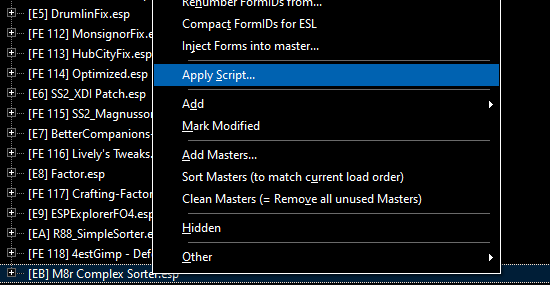 [E5] DrumlinFix.esp
[FE 112] MonsignorFix.
[FE 113] HubCityFix.esp
[FE 114] Optimized.esp
[E6] SS2_XDI Patch.esp
[FE 115] SS2_Magnusso
[E7] BetterCompanions-
[FE 116] Lively's Tweaks.
[E8] Factor.esp
[FE 117] Crafting-Factor
[E9] ESPExplorerFO4.esp
[EA] R88_SimpleSorter.e
[FE 118] 4estGimp - Def
[EB] M8r Complex Sorter.esp
Renumber FormIDs from...
Compact FormIDs for ESL
Inject Forms into master...
Apply Script...
Add
Mark Modified
Add Masters...
Sort Masters (to match current load order)
Clean Masters (= Remove all unused Masters)
Hidden
Other